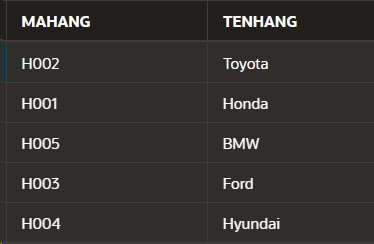 MAHANG TENHANG
H002 Toyota
H001 Honda
H005 BMW
H003 Ford
H004 Hyundai